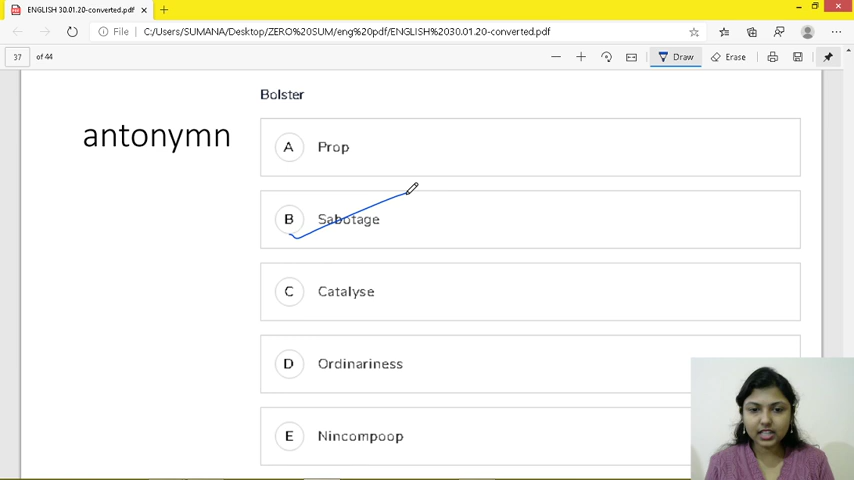 ENGLISH 30.01.20-converted.pdf
File
C:/Users/SUMANA/Desktop/ZERO%20SUM/eng%20pdf/ENGLISH%2030.01.20-converted.pdf
37 of 44
Draw
Erase
Bolster
antonymn
A Prop
B Sabotage
C Catalyse
D Ordinariness
E Nincompoop